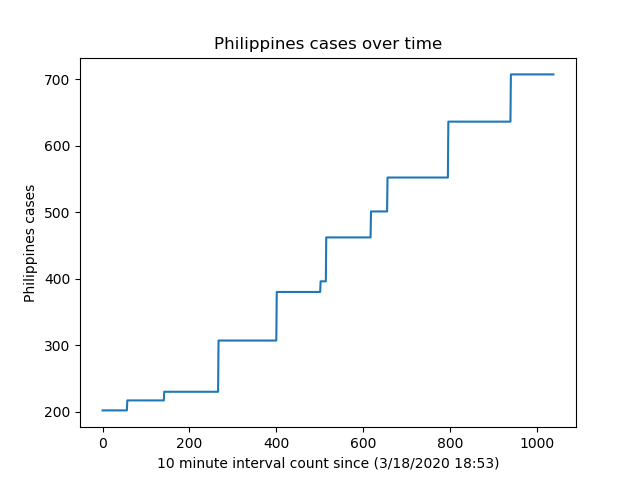 Philippines cases over time
700
600
500
400
300
200
Philippines cases
0 200 400 600 800 1000
10 minute interval count since (3/18/2020 18:53)